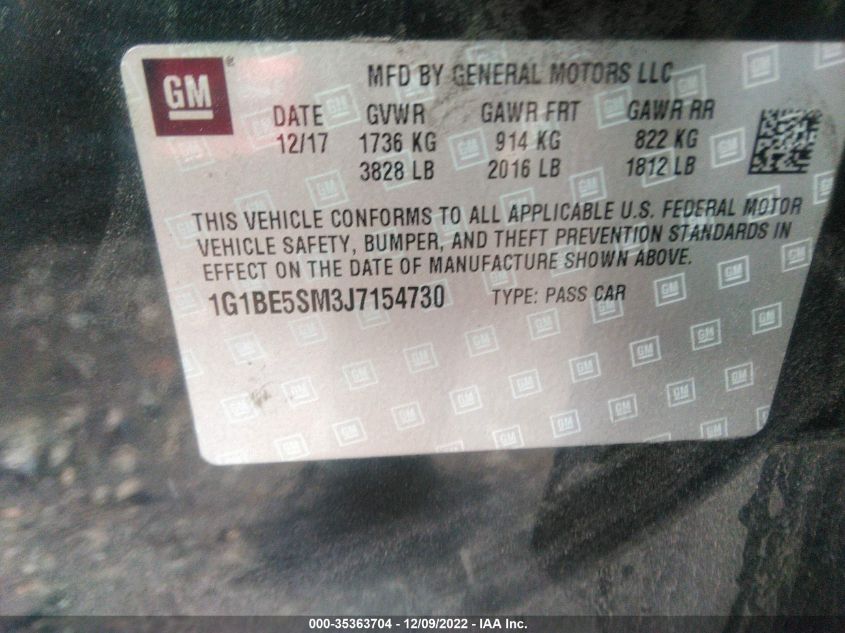 GM ®
MFD BY GENERAL MOTORS LLC
DATE GVWR GAWR FRT GAWR RR
12/17 1736 KG 914 KG 822 KG
3828 LB 2016 LB 1812 LB
THIS VEHICLE CONFORMS TO ALL APPLICABLE U.S. FEDERAL MOTOR
VEHICLE SAFETY, BUMPER, AND THEFT PREVENTION STANDARDS IN
EFFECT ON THE DATE OF MANUFACTURE SHOWN ABOVE.
1G1BE5SM3J7154730 TYPE: PASS CAR
000-35363704 - 12/09/2022 - IAA Inc.